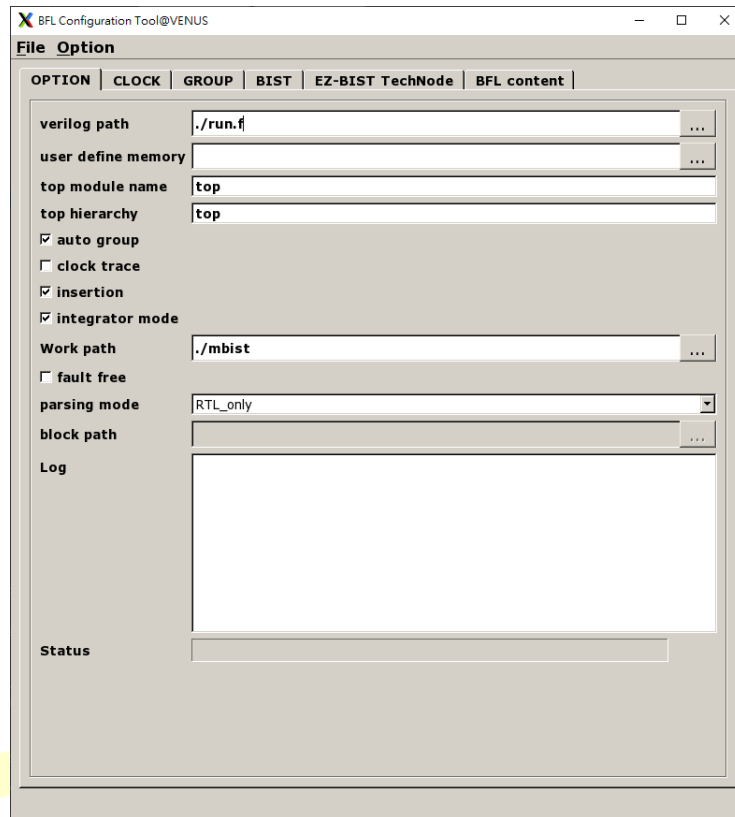 BFL Configuration Tool@VENUS
File Option
OPTION CLOCK GROUP BIST EZ-BIST TechNode BFL content
verilog path ./run.f ...
user define memory ...
top module name top
top hierarchy top
auto group
clock trace
insertion
integrator mode
Work path ./mbist ...
fault free
parsing mode RTL_only
block path ...
Log
Status